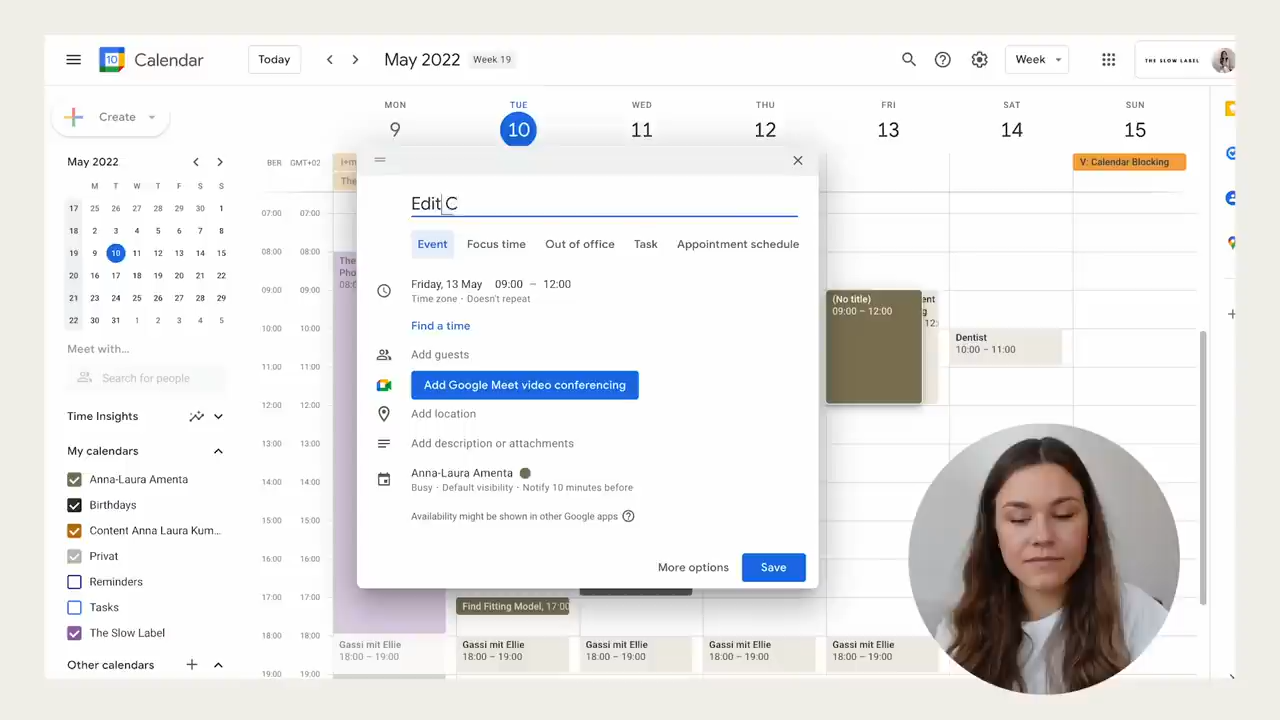 10 Calendar
Today
May 2022 Week 19
Week
THE SLOW LABEL
Create
MON TUE WED THU FRI SAT SUN
9 10 11 12 13 14 15
May 2022
BER GMT+02
V: Calendar Blocking
M T W T F S S
17 25 26 27 28 29 30 1
18 2 3 4 5 6 7 8
19 9 10 11 12 13 14 15
20 16 17 18 19 20 21 22
21 23 24 25 26 27 28 29
22 30 31 1 2 3 4 5
Meet with...
Search for people
Time Insights
My calendars
Anna-Laura Amenta
Birthdays
Content Anna Laura Kum...
Privat
Reminders
Tasks
The Slow Label
Other calendars
07:00 07:00
08:00 08:00
09:00 09:00
10:00 10:00
11:00 11:00
12:00 12:00
13:00 13:00
14:00 14:00
15:00 15:00
16:00 16:00
17:00 17:00
18:00 18:00
19:00 19:00
Edit C
Event Focus time Out of office Task Appointment schedule
Friday, 13 May 09:00 – 12:00
Time zone · Doesn't repeat
Find a time
Add guests
Add Google Meet video conferencing
Add location
Add description or attachments
Anna-Laura Amenta
Busy · Default visibility · Notify 10 minutes before
Availability might be shown in other Google apps
More options Save
(No title)
09:00 – 12:00
Dentist
10:00 – 11:00
Find Fitting Model, 17:00
Gassi mit Ellie Gassi mit Ellie Gassi mit Ellie Gassi mit Ellie Gassi mit Ellie
18:00 – 19:00 18:00 – 19:00 18:00 – 19:00 18:00 – 19:00 18:00 – 19:00